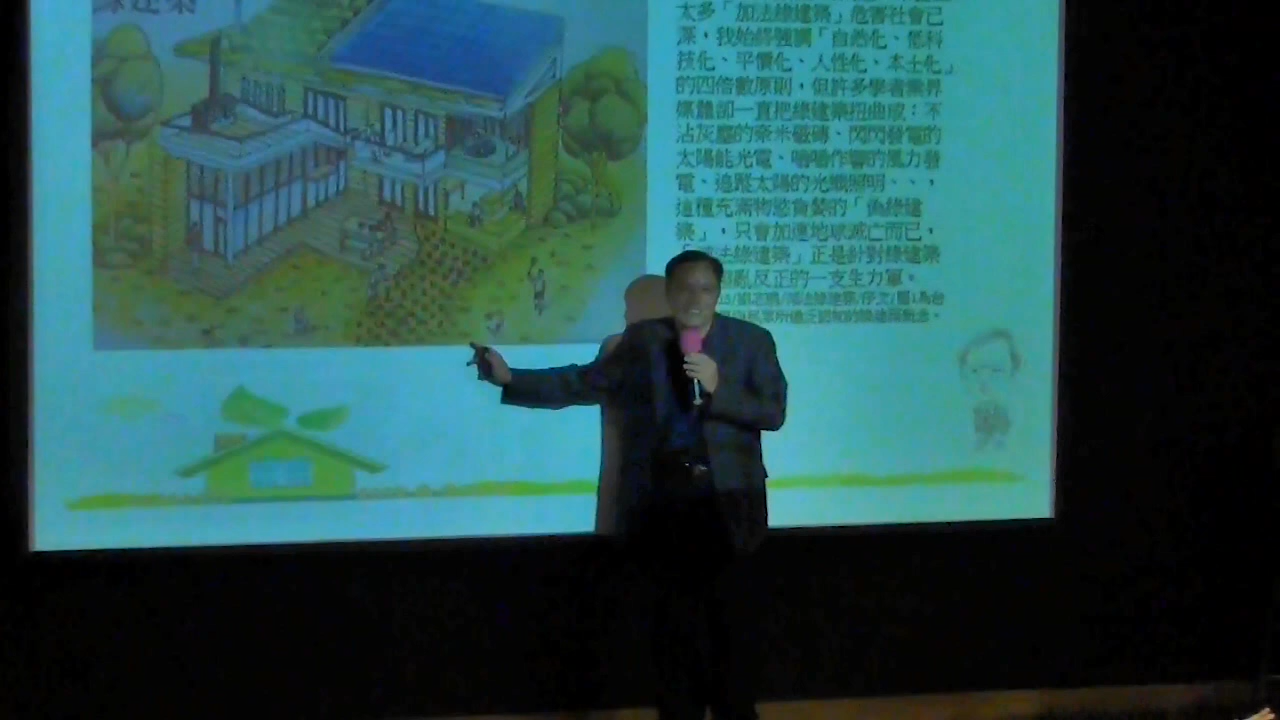 綠建築
太多「加法綠建築」危害社會已
深，我始終強調「自然化、低科
技化、平價化、人性化、本土化」
的四倍數原則，但許多學者業界
媒體卻一直把綠建築扭曲成：不
沾灰塵的奈米磁磚、閃閃發電的
太陽能光電、嗡嗡作響的風力發
電、追蹤太陽的光纖照明、、，
這種充滿物慾奢華的「偽綠建
築」，只會加速地球滅亡而已，
法綠建築」正是針對綠建築
亂反正的一支生力軍。